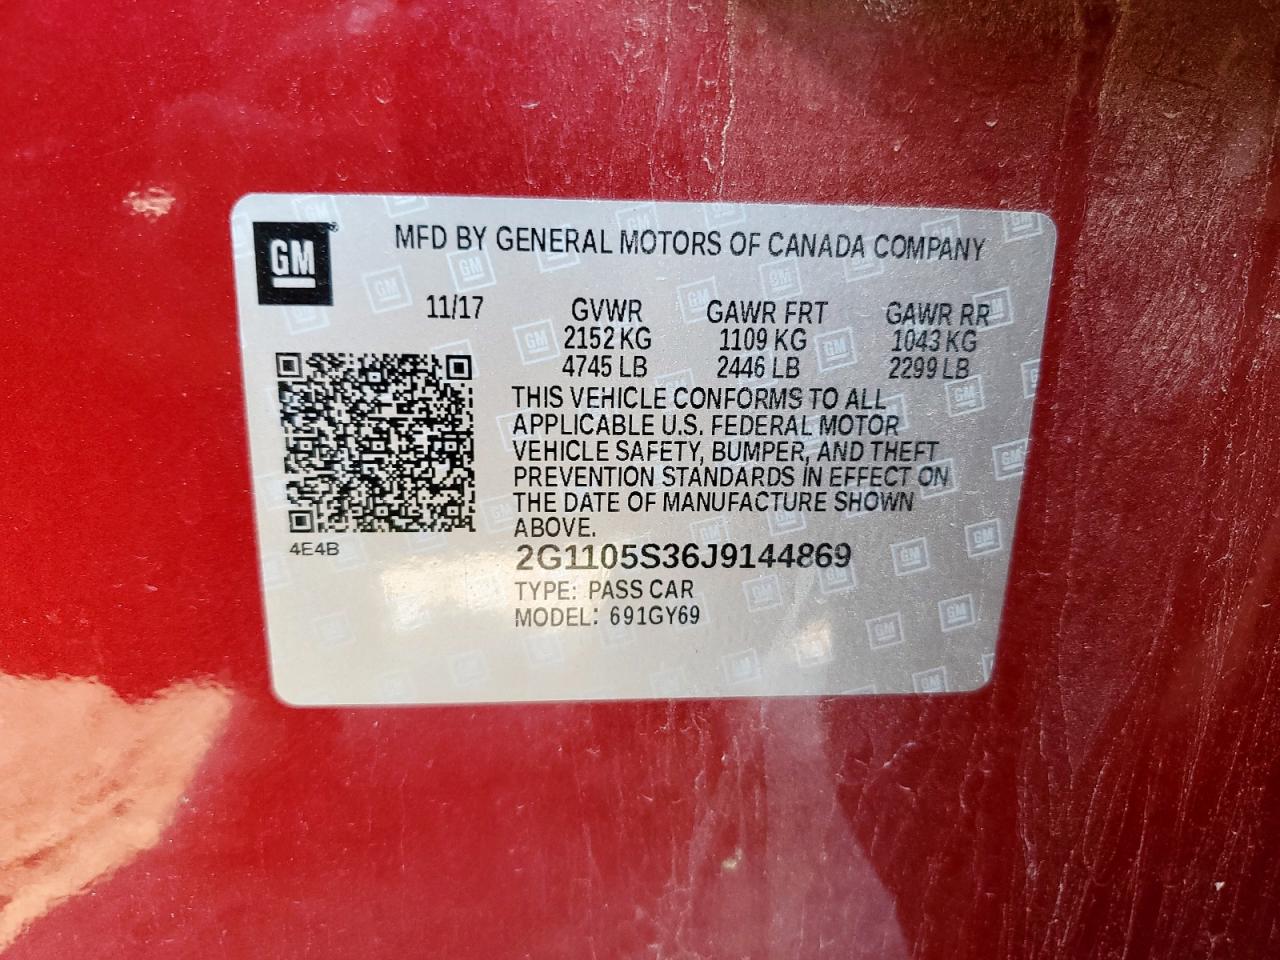 GM
MFD BY GENERAL MOTORS OF CANADA COMPANY
11/17 GVWR GAWR FRT GAWR RR
2152 KG 1109 KG 1043 KG
4745 LB 2446 LB 2299 LB
THIS VEHICLE CONFORMS TO ALL
APPLICABLE U.S. FEDERAL MOTOR
VEHICLE SAFETY, BUMPER, AND THEFT
PREVENTION STANDARDS IN EFFECT ON
THE DATE OF MANUFACTURE SHOWN
ABOVE.
4E4B
2G1105S36J9144869
TYPE: PASS CAR
MODEL: 691GY69